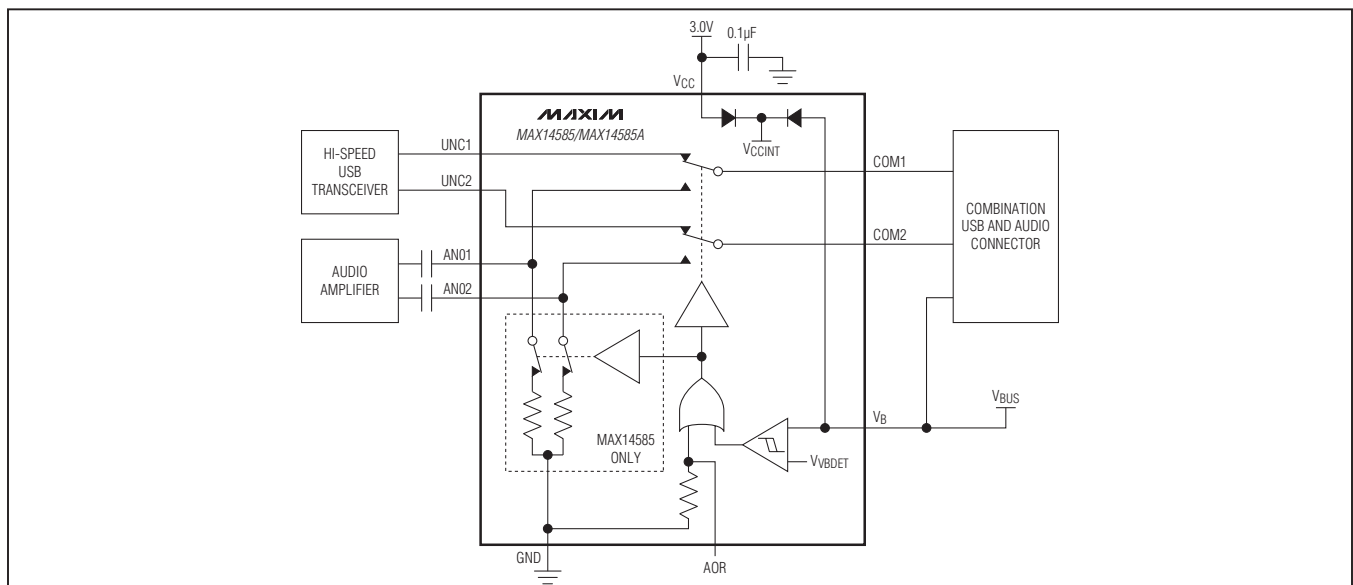 3.0V
0.1µF
VCC
MAXIM
MAX14585/MAX14585A
VCCINT
HI-SPEED
USB
TRANSCEIVER
UNC1
UNC2
COM1
COM2
COMBINATION
USB AND AUDIO
CONNECTOR
AUDIO
AMPLIFIER
AN01
AN02
MAX14585
ONLY
VB
VBUS
VVBDET
GND
AOR